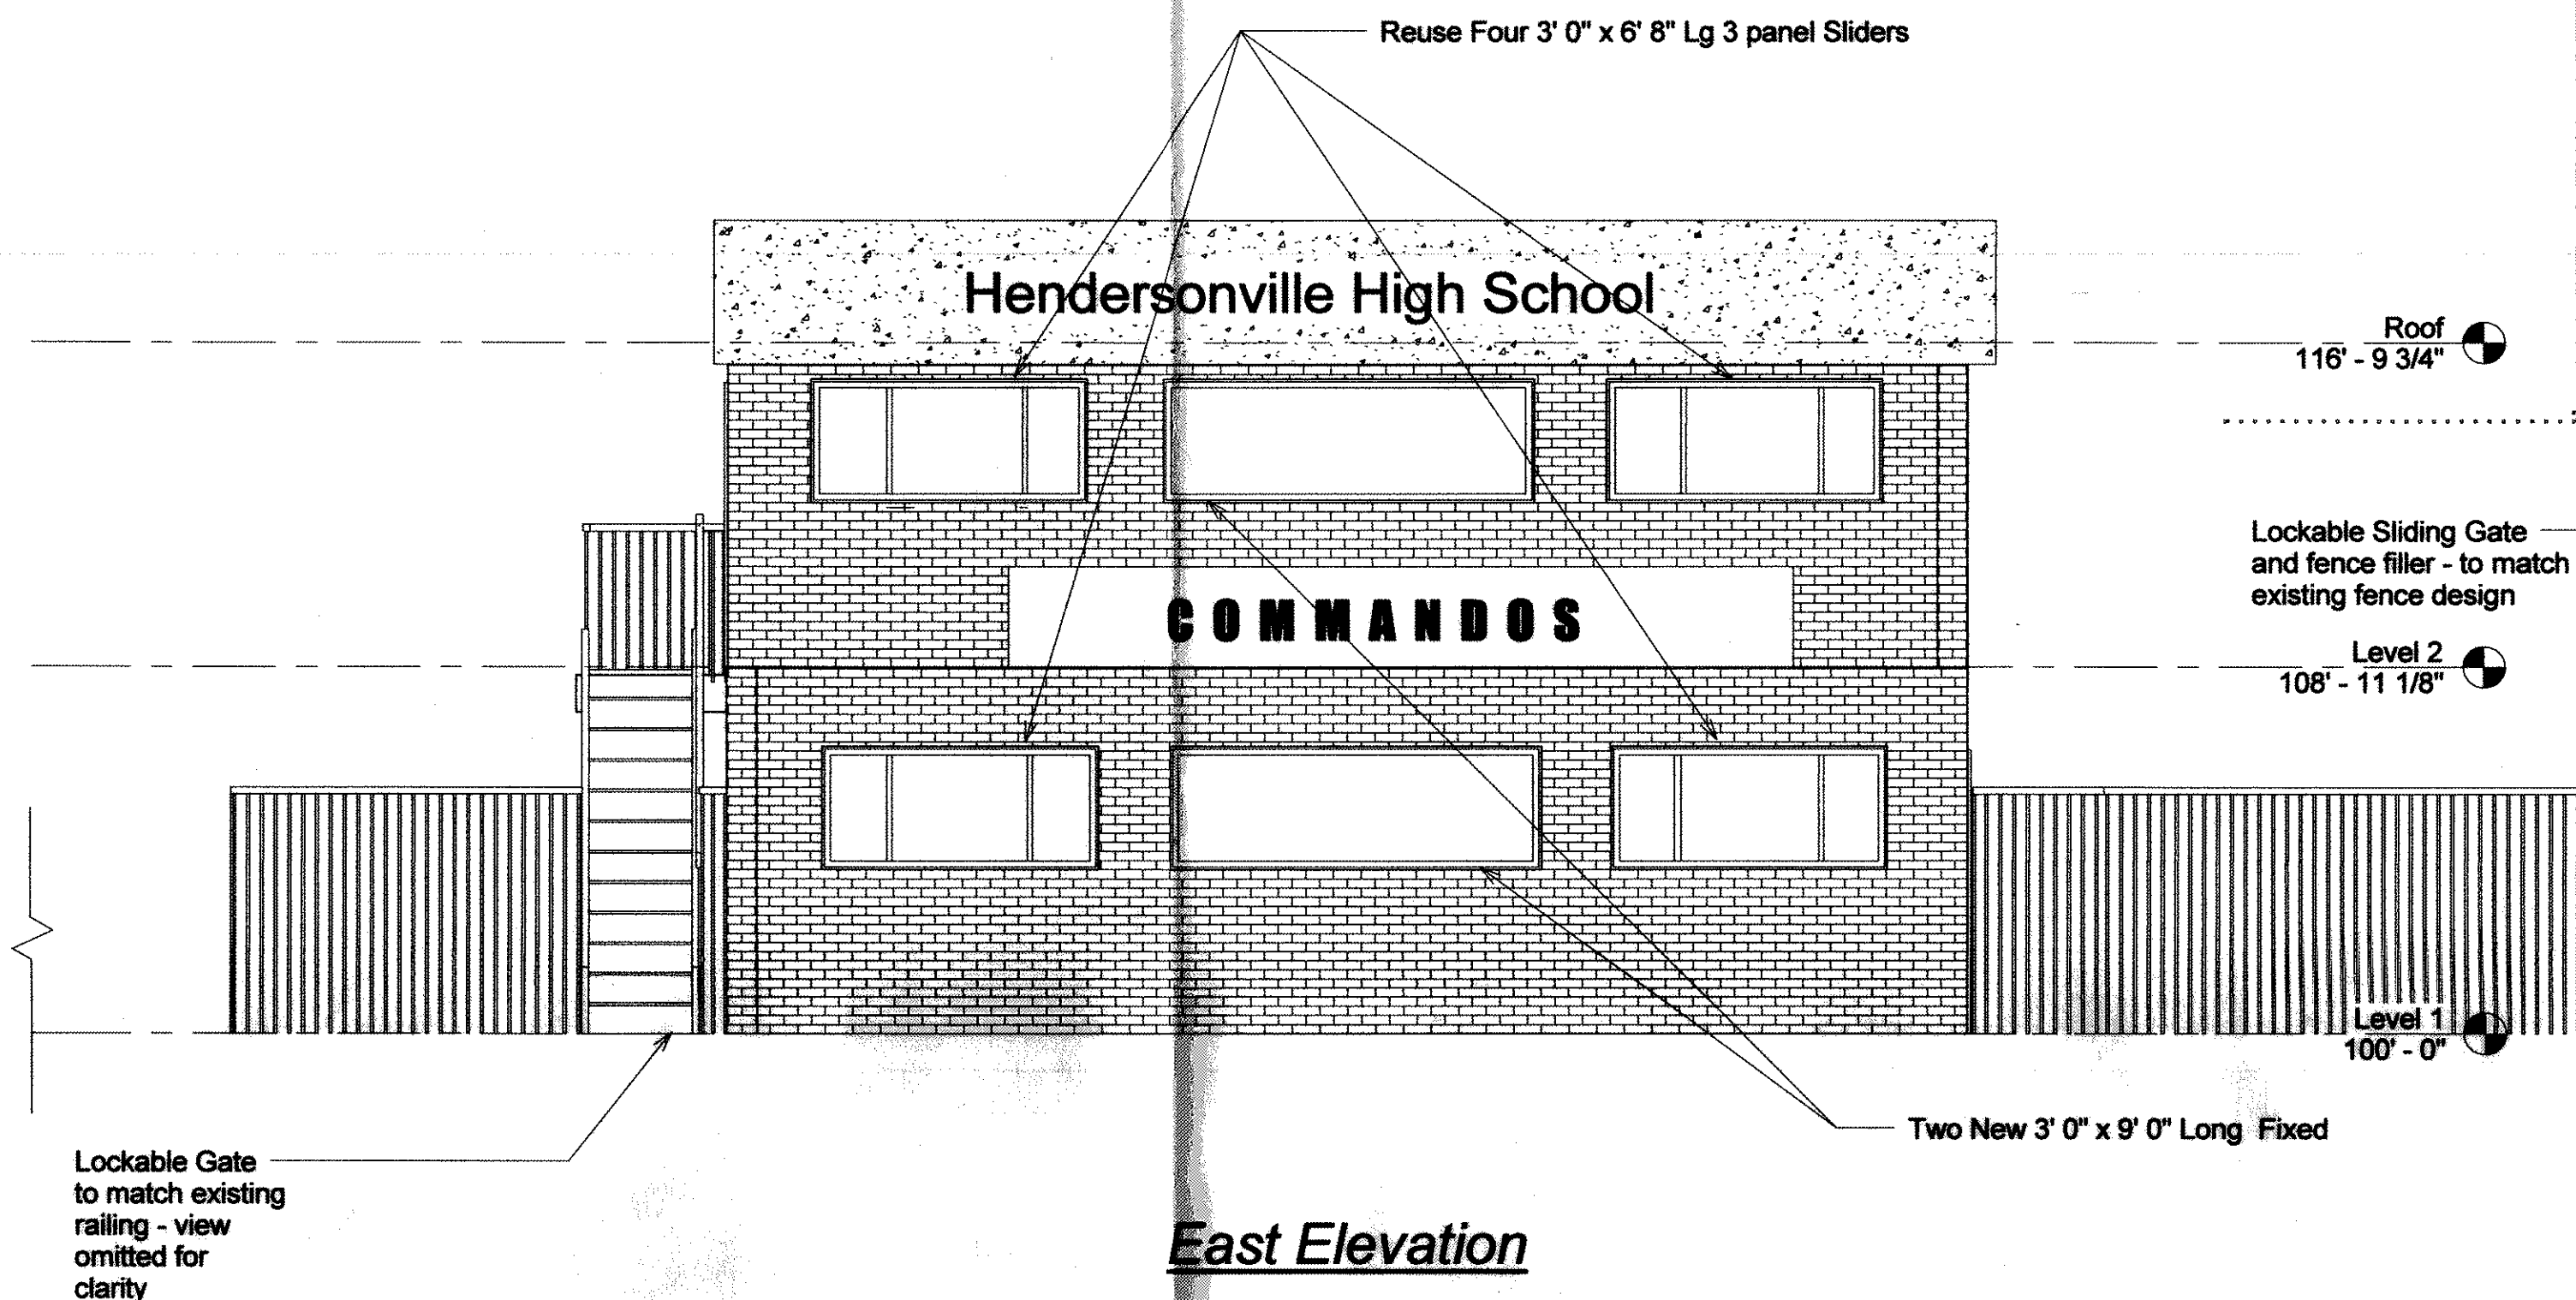 Reuse Four 3' 0" x 6' 8" Lg 3 panel Sliders
Hendersonville High School
Roof
116' - 9 3/4"
Lockable Sliding Gate
and fence filler - to match
existing fence design
COMMANDOS
Level 2
108' - 11 1/8"
Level 1
100' - 0"
Two New 3' 0" x 9' 0" Long Fixed
Lockable Gate
to match existing
railing - view
omitted for
clarity
East Elevation